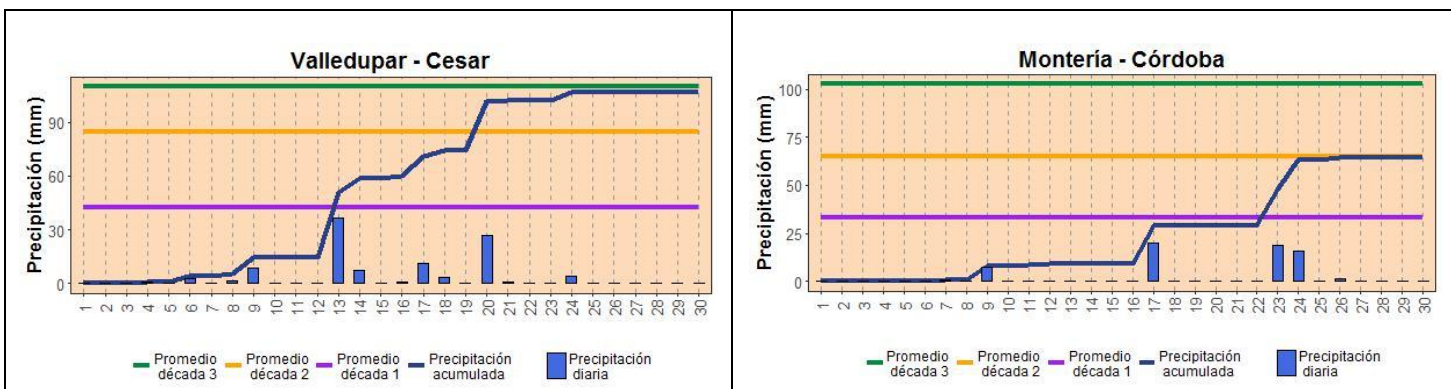 Valledupar - Cesar
Precipitación (mm)
90
60
30
0
1 2 3 4 5 6 7 8 9 10 11 12 13 14 15 16 17 18 19 20 21 22 23 24 25 26 27 28 29 30
Promedio Promedio Promedio Precipitación Precipitación
década 3 década 2 década 1 acumulada diaria
Montería - Córdoba
Precipitación (mm)
100
75
50
25
0
1 2 3 4 5 6 7 8 9 10 11 12 13 14 15 16 17 18 19 20 21 22 23 24 25 26 27 28 29 30
Promedio Promedio Promedio Precipitación Precipitación
década 3 década 2 década 1 acumulada diaria